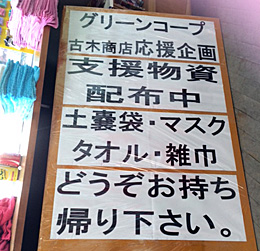 グリーンコープ
古木商店応援企画
支援物資
配布中
土嚢袋・マスク
タオル・雑巾
どうぞお持ち
帰り下さい。